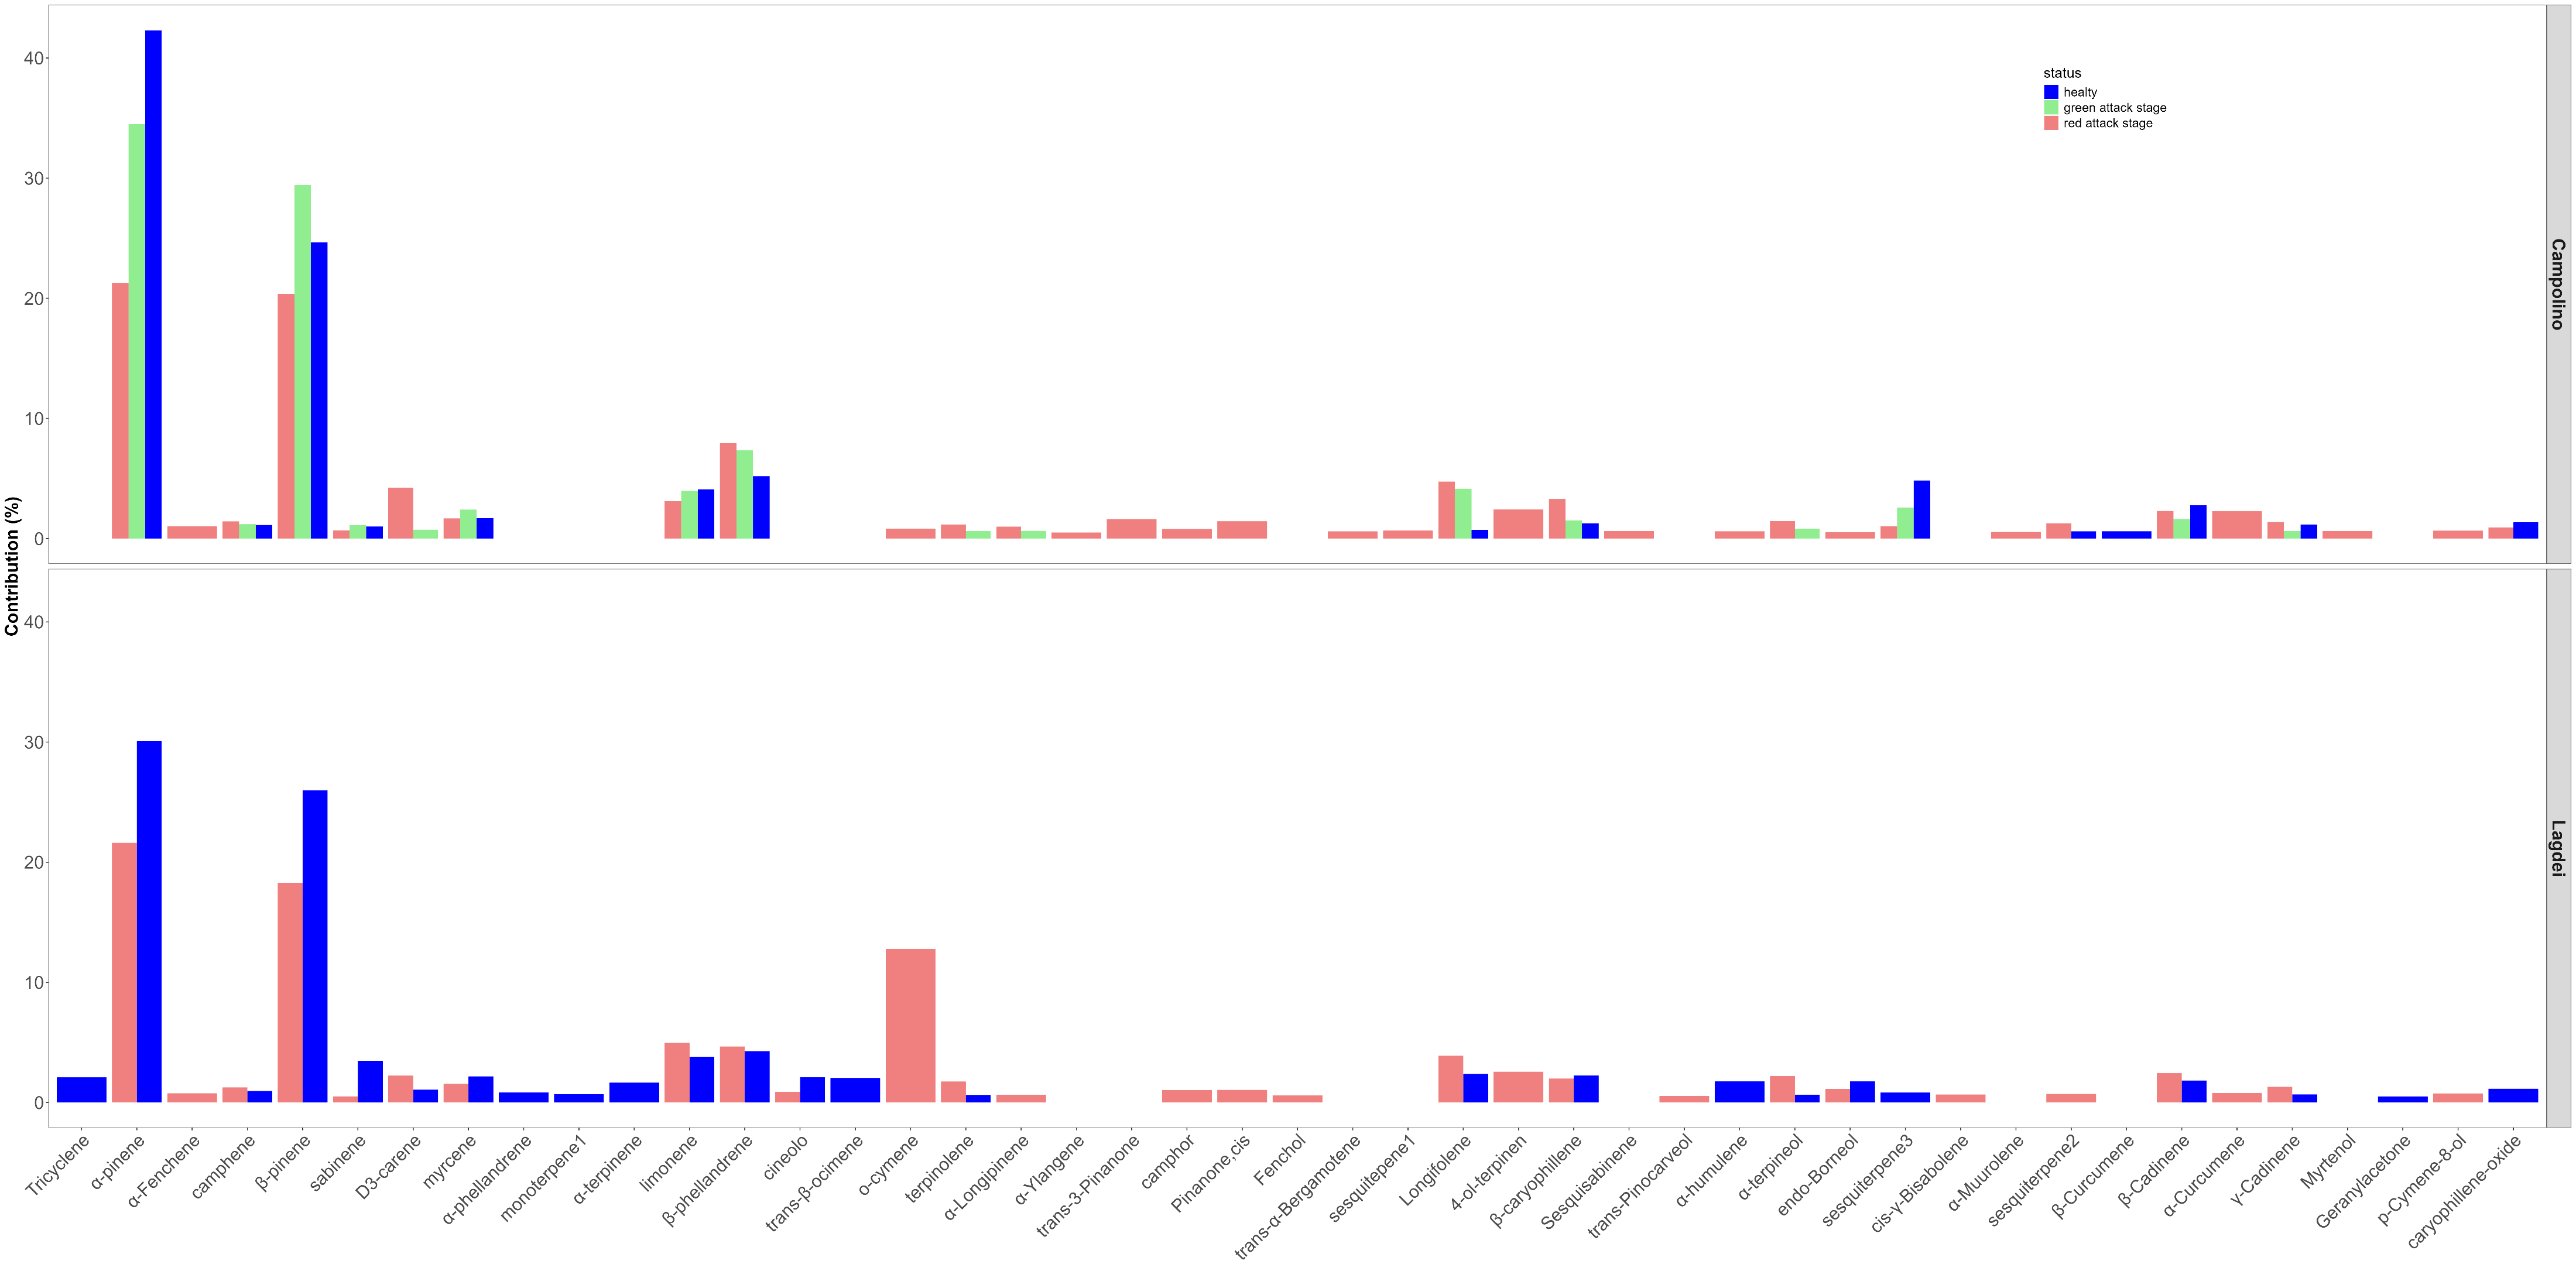 Contribution (%)
40
30
20
10
0
status
healty
green attack stage
red attack stage
Campolino
40
30
20
10
0
Lagdei
Tricyclene
α-pinene
α-Fenchene
camphene
β-pinene
sabinene
D3-carene
myrcene
α-phellandrene
monoterpene1
α-terpinene
limonene
β-phellandrene
cineolo
trans-β-ocimene
o-cymene
terpinolene
α-Longipinene
α-Ylangene
trans-3-Pinanone
camphor
Pinanone,cis
Fenchol
trans-α-Bergamotene
sesquitepene1
Longifolene
4-ol-terpinen
β-caryophillene
Sesquisabinene
trans-Pinocarveol
α-humulene
α-terpineol
endo-Borneol
sesquiterpene3
cis-γ-Bisabolene
α-Muurolene
sesquiterpene2
β-Curcumene
β-Cadinene
α-Curcumene
γ-Cadinene
Myrtenol
Geranylacetone
p-Cymene-8-ol
caryophillene-oxide